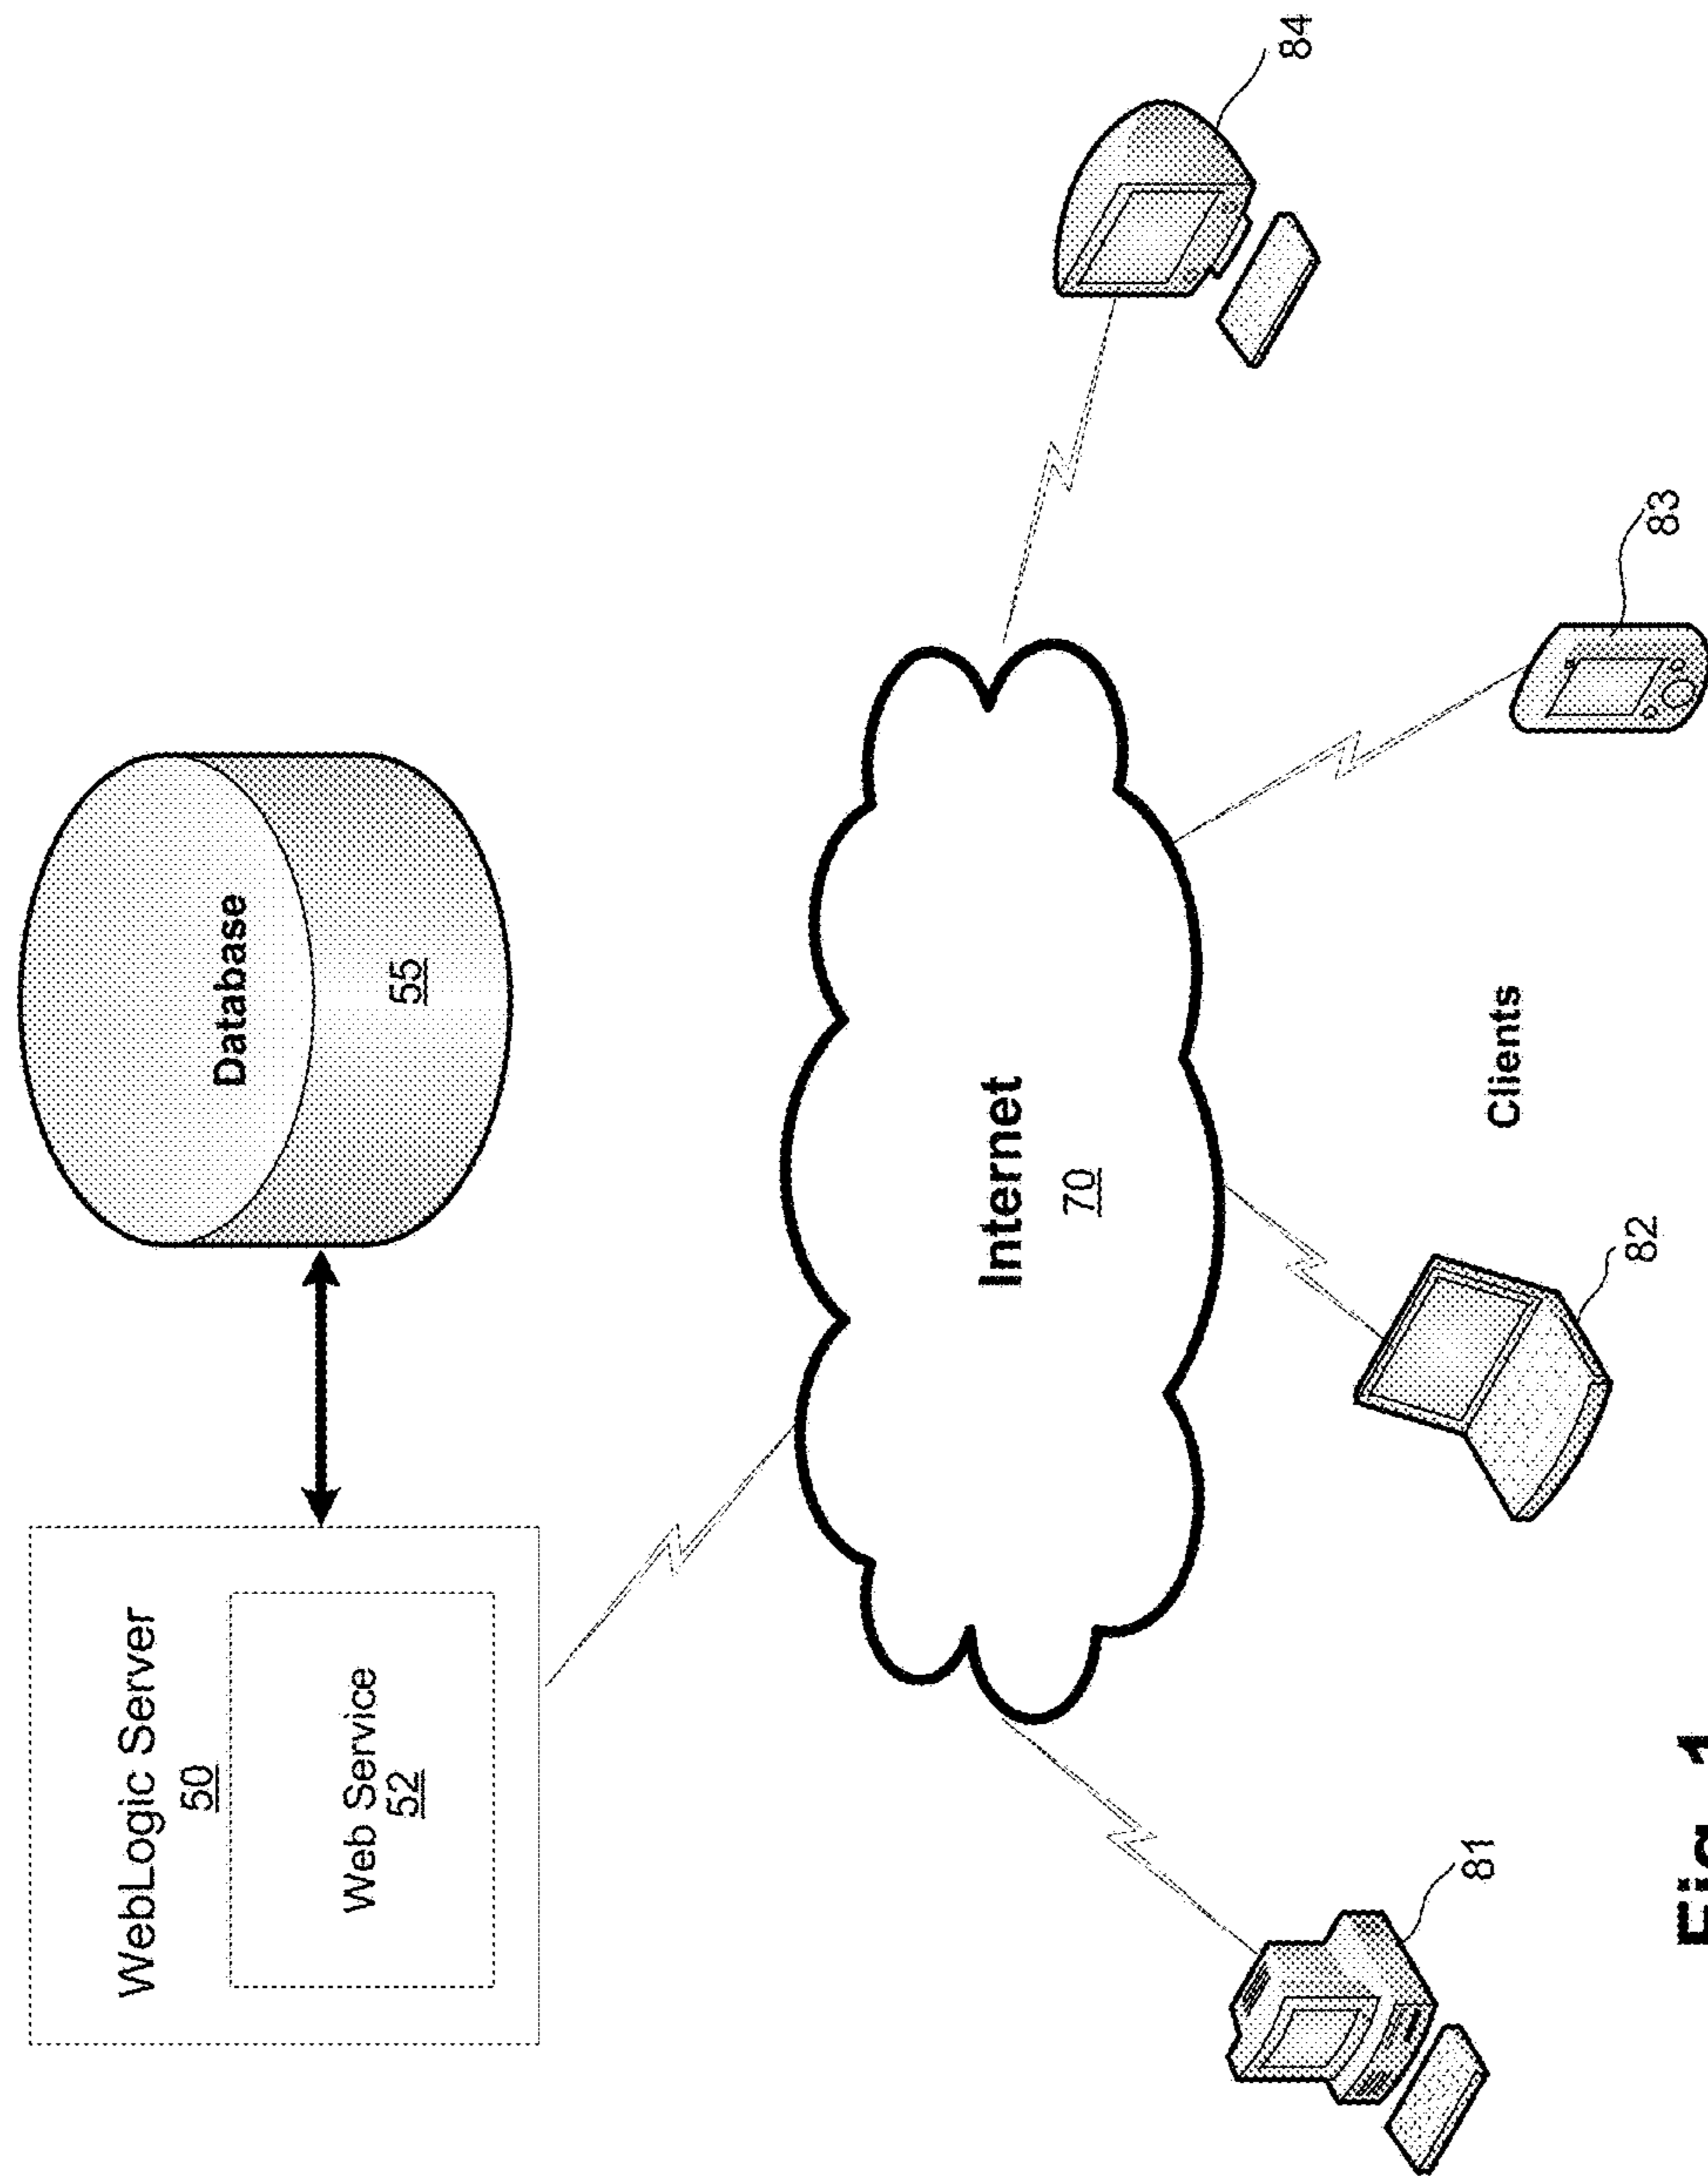 WebLogic Server
50
Web Service
52
Database
55
Internet
70
81
82
Clients
83
84
Fig. 1